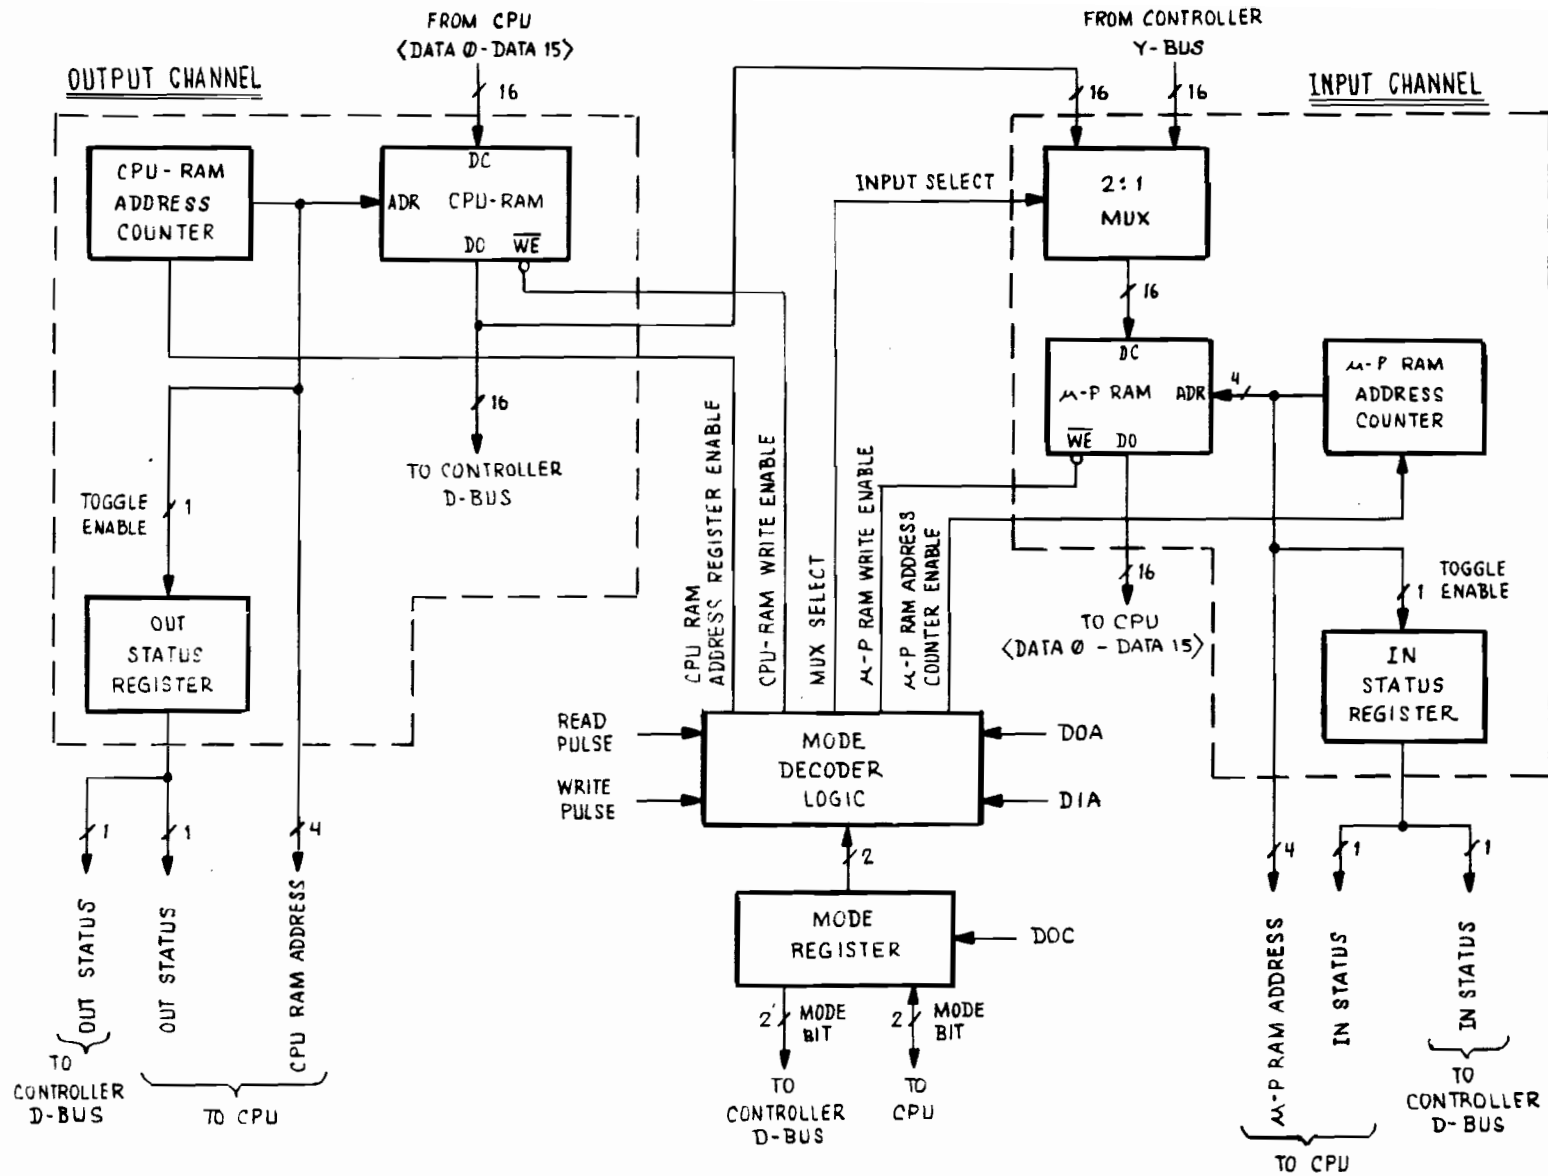 FROM CPU
⟨DATA Ø - DATA 15⟩
16
OUTPUT CHANNEL
CPU-RAM
ADDRESS
COUNTER
DC
ADR CPU-RAM
DO WE
16
TO CONTROLLER
D-BUS
TOGGLE
ENABLE
1
OUT
STATUS
REGISTER
1
1
4
OUT STATUS
OUT STATUS
CPU RAM ADDRESS
TO
CONTROLLER
D-BUS
TO CPU
FROM CONTROLLER
Y-BUS
16
16
INPUT CHANNEL
INPUT SELECT
2:1
MUX
16
DC
μ-P RAM ADR
WE DO
4
μ-P RAM
ADDRESS
COUNTER
16
TO CPU
⟨DATA Ø - DATA 15⟩
1
TOGGLE
ENABLE
IN
STATUS
REGISTER
4
1
1
μ-P RAM ADDRESS
IN STATUS
IN STATUS
TO CPU
TO
CONTROLLER
D-BUS
CPU RAM
ADDRESS REGISTER ENABLE
CPU-RAM WRITE ENABLE
MUX SELECT
μ-P RAM WRITE ENABLE
μ-P RAM ADDRESS
COUNTER ENABLE
READ
PULSE
WRITE
PULSE
MODE
DECODER
LOGIC
DOA
DIA
2
MODE
REGISTER
DOC
2 MODE
BIT
2 MODE
BIT
TO
CONTROLLER
D-BUS
TO
CPU